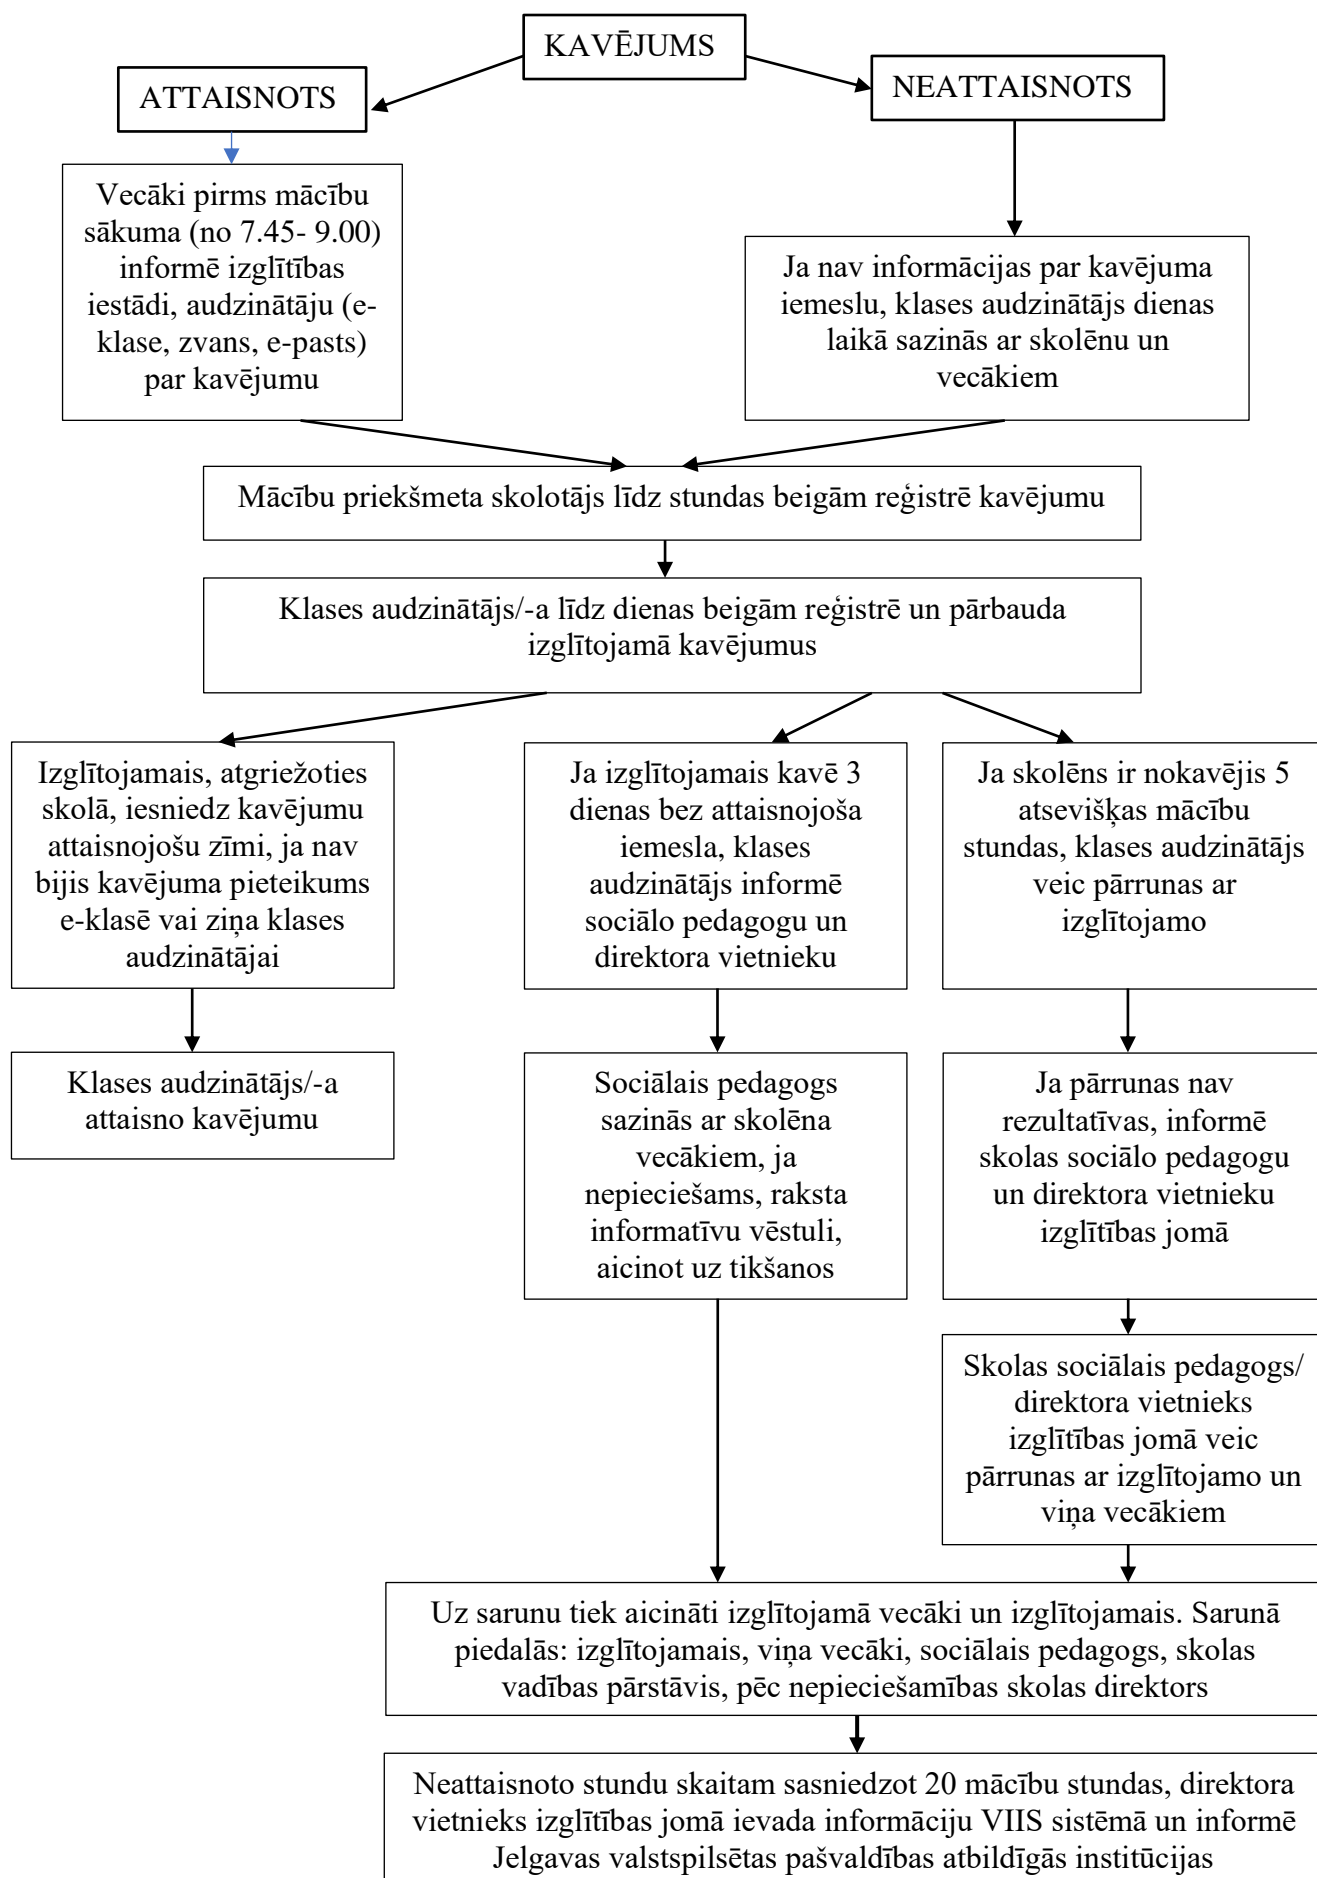 KAVĒJUMS
ATTAISNOTS
NEATTAISNOTS
Vecāki pirms mācību
sākuma (no 7.45- 9.00)
informē izglītības
iestādi, audzinātāju (e-
klase, zvans, e-pasts)
par kavējumu
Ja nav informācijas par kavējuma
iemeslu, klases audzinātājs dienas
laikā sazinās ar skolēnu un
vecākiem
Mācību priekšmeta skolotājs līdz stundas beigām reģistrē kavējumu
Klases audzinātājs/-a līdz dienas beigām reģistrē un pārbauda
izglītojamā kavējumus
Izglītojamais, atgriežoties
skolā, iesniedz kavējumu
attaisnojošu zīmi, ja nav
bijis kavējuma pieteikums
e-klasē vai ziņa klases
audzinātājai
Klases audzinātājs/-a
attaisno kavējumu
Ja izglītojamais kavē 3
dienas bez attaisnojoša
iemesla, klases
audzinātājs informē
sociālo pedagogu un
direktora vietnieku
Sociālais pedagogs
sazinās ar skolēna
vecākiem, ja
nepieciešams, raksta
informatīvu vēstuli,
aicinot uz tikšanos
Ja skolēns ir nokavējis 5
atsevišķas mācību
stundas, klases audzinātājs
veic pārrunas ar
izglītojamo
Ja pārrunas nav
rezultatīvas, informē
skolas sociālo pedagogu
un direktora vietnieku
izglītības jomā
Skolas sociālais pedagogs/
direktora vietnieks
izglītības jomā veic
pārrunas ar izglītojamo un
viņa vecākiem
Uz sarunu tiek aicināti izglītojamā vecāki un izglītojamais. Sarunā
piedalās: izglītojamais, viņa vecāki, sociālais pedagogs, skolas
vadības pārstāvis, pēc nepieciešamības skolas direktors
Neattaisnoto stundu skaitam sasniedzot 20 mācību stundas, direktora
vietnieks izglītības jomā ievada informāciju VIIS sistēmā un informē
Jelgavas valstspilsētas pašvaldības atbildīgās institūcijas